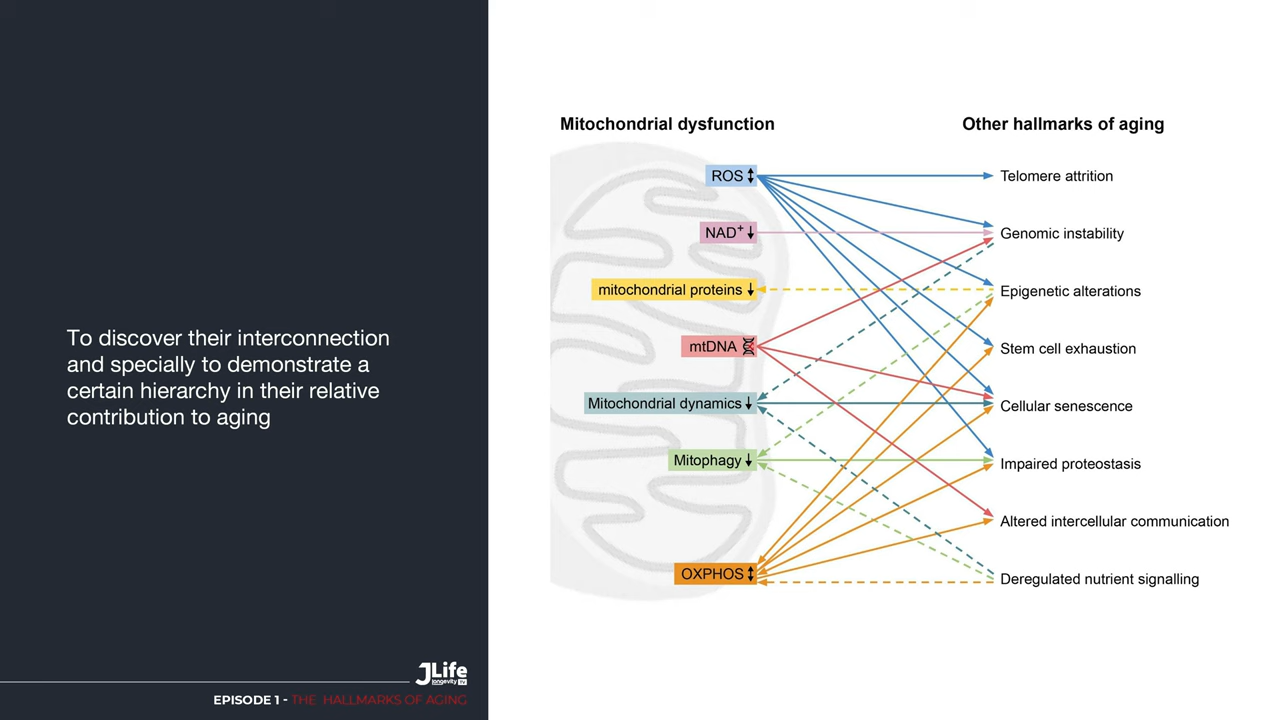 To discover their interconnection
and specially to demonstrate a
certain hierarchy in their relative
contribution to aging
JLife
longevity TV
EPISODE 1 - THE HALLMARKS OF AGING
Mitochondrial dysfunction
Other hallmarks of aging
ROS
NAD+
mitochondrial proteins
mtDNA
Mitochondrial dynamics
Mitophagy
OXPHOS
Telomere attrition
Genomic instability
Epigenetic alterations
Stem cell exhaustion
Cellular senescence
Impaired proteostasis
Altered intercellular communication
Deregulated nutrient signalling